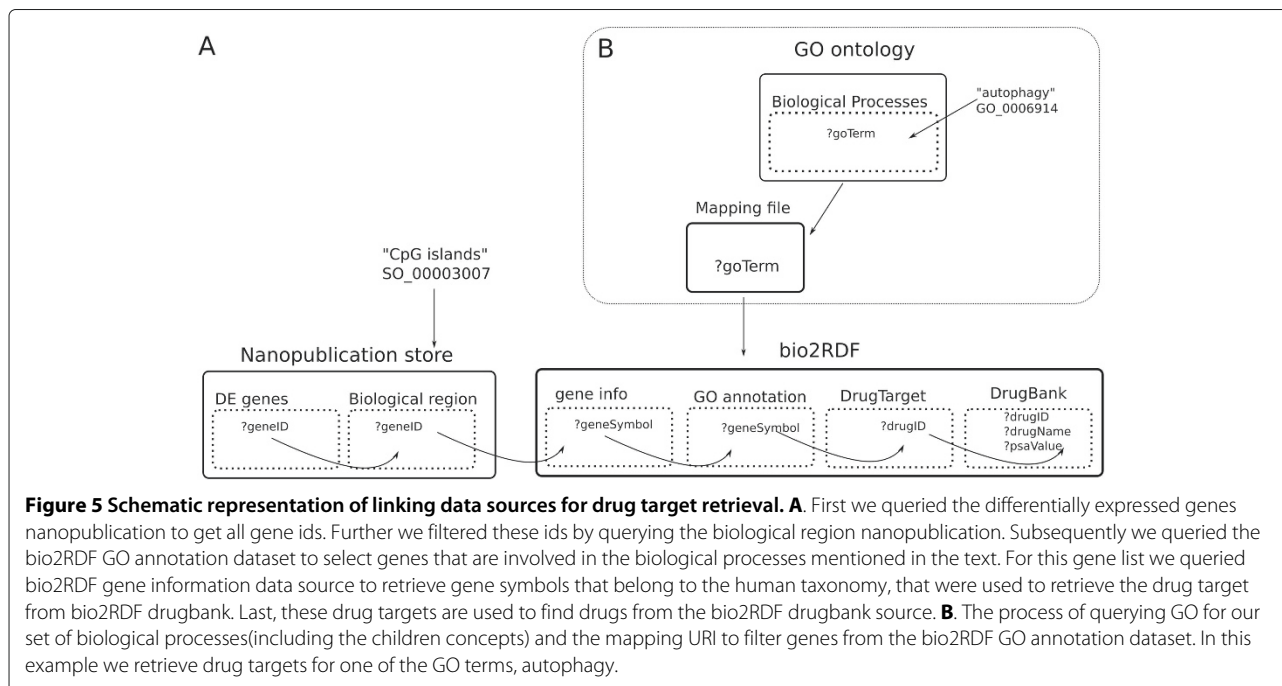 A
B
GO ontology
Biological Processes
?goTerm
"autophagy"
GO_0006914
Mapping file
?goTerm
"CpG islands"
SO_00003007
Nanopublication store
DE genes
?geneID
Biological region
?geneID
bio2RDF
gene info
?geneSymbol
GO annotation
?geneSymbol
DrugTarget
?drugID
DrugBank
?drugID
?drugName
?psaValue
Figure 5 Schematic representation of linking data sources for drug target retrieval. A. First we queried the differentially expressed genes
nanopublication to get all gene ids. Further we filtered these ids by querying the biological region nanopublication. Subsequently we queried the
bio2RDF GO annotation dataset to select genes that are involved in the biological processes mentioned in the text. For this gene list we queried
bio2RDF gene information data source to retrieve gene symbols that belong to the human taxonomy, that were used to retrieve the drug target
from bio2RDF drugbank. Last, these drug targets are used to find drugs from the bio2RDF drugbank source. B. The process of querying GO for our
set of biological processes(including the children concepts) and the mapping URI to filter genes from the bio2RDF GO annotation dataset. In this
example we retrieve drug targets for one of the GO terms, autophagy.